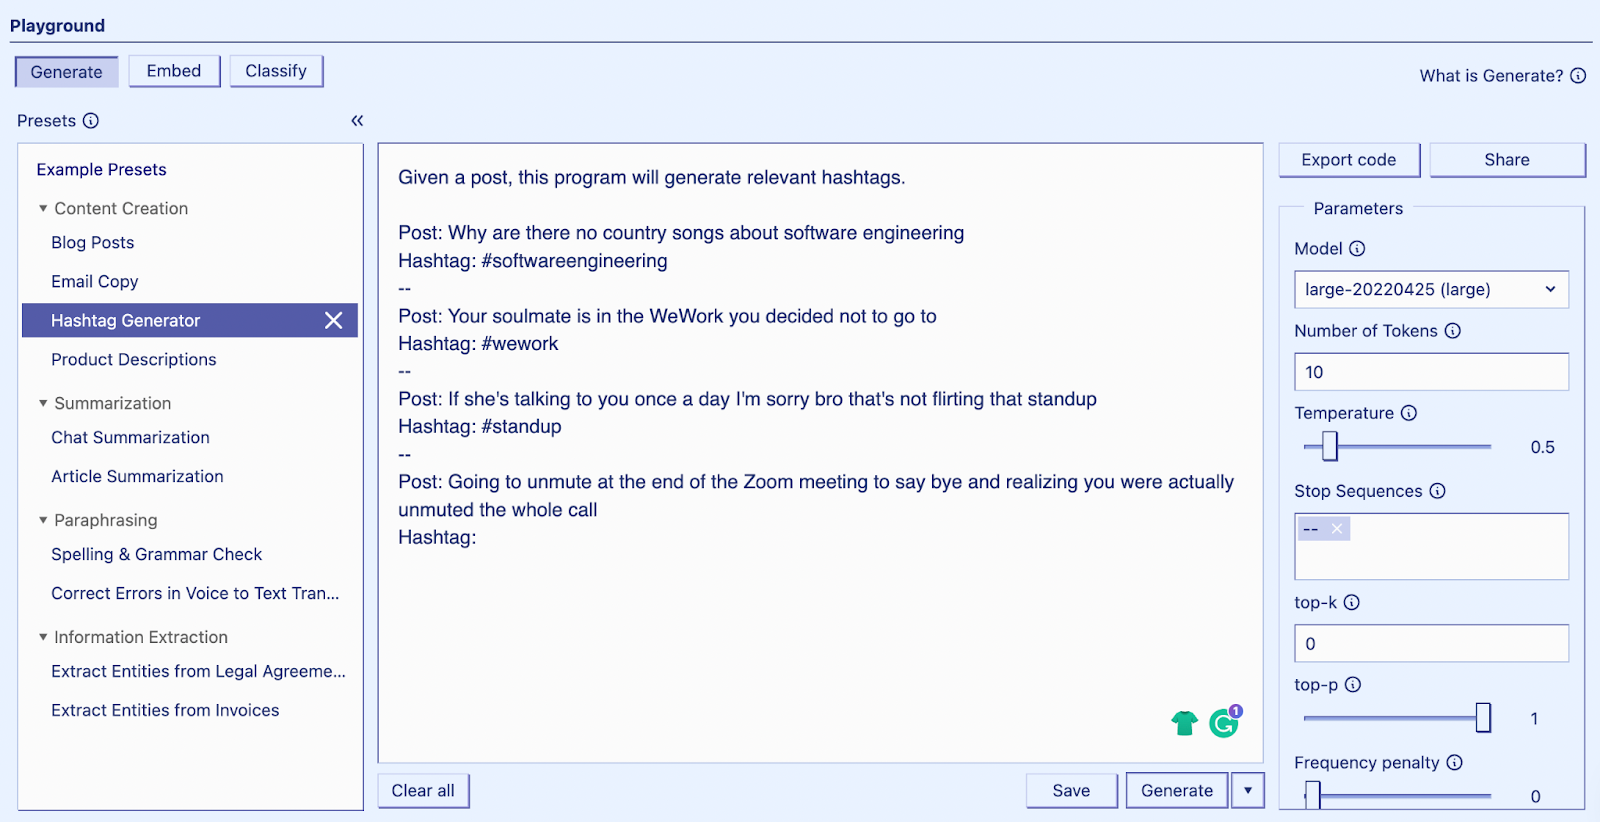 Playground
Generate
Embed
Classify
What is Generate?
Presets
«
Example Presets
Content Creation
Blog Posts
Email Copy
Hashtag Generator
Product Descriptions
Summarization
Chat Summarization
Article Summarization
Paraphrasing
Spelling & Grammar Check
Correct Errors in Voice to Text Tran...
Information Extraction
Extract Entities from Legal Agreeme...
Extract Entities from Invoices
Given a post, this program will generate relevant hashtags.
Post: Why are there no country songs about software engineering
Hashtag: #softwareengineering
--
Post: Your soulmate is in the WeWork you decided not to go to
Hashtag: #wework
--
Post: If she's talking to you once a day I'm sorry bro that's not flirting that standup
Hashtag: #standup
--
Post: Going to unmute at the end of the Zoom meeting to say bye and realizing you were actually
unmuted the whole call
Hashtag:
1
Clear all
Save
Generate
Export code
Share
Parameters
Model
large-20220425 (large)
Number of Tokens
10
Temperature
0.5
Stop Sequences
--
top-k
0
top-p
1
Frequency penalty
0